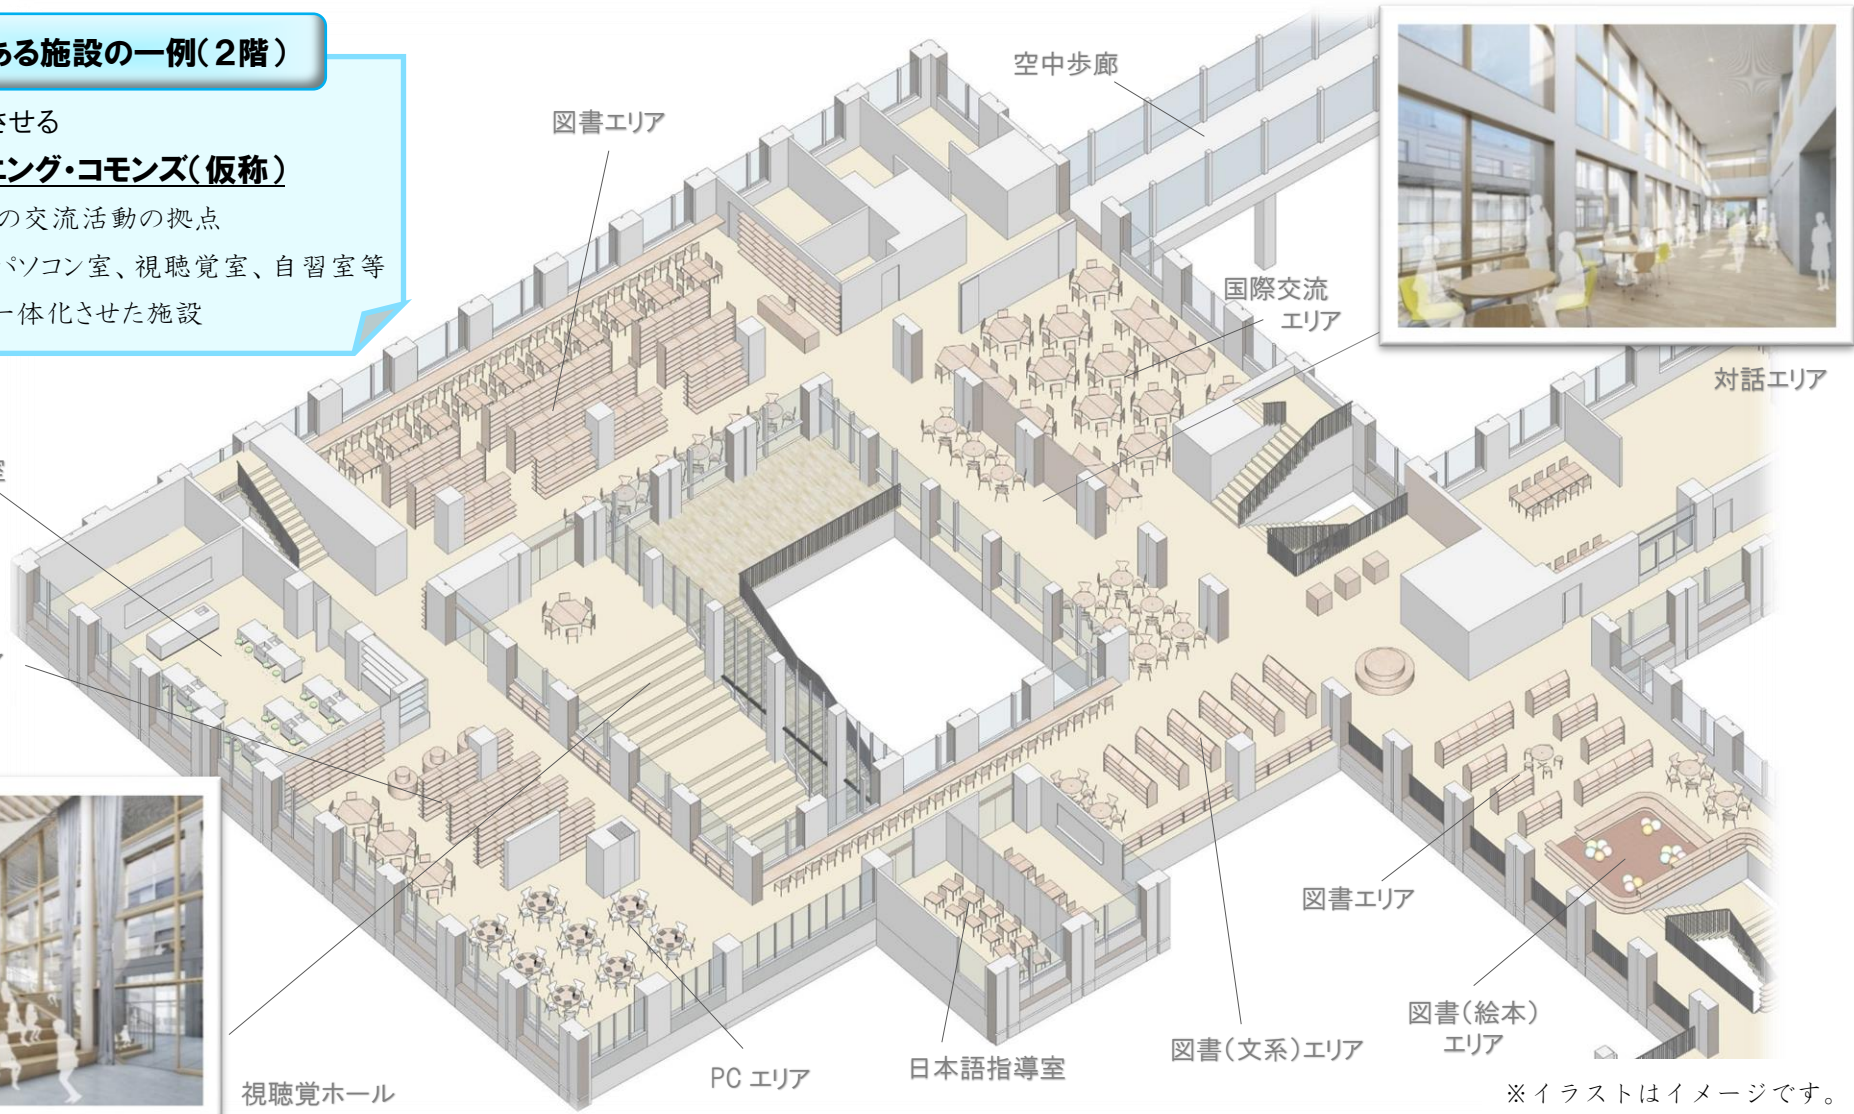 ある施設の一例(2階)
させる
ニング・コモンズ(仮称)
の交流活動の拠点
パソコン室、視聴覚室、自習室等
一体化させた施設
空中歩廊
図書エリア
国際交流
エリア
対話エリア
室
ア
図書エリア
図書(絵本)
エリア
図書(文系)エリア
日本語指導室
PC エリア
視聴覚ホール
※イラストはイメージです。